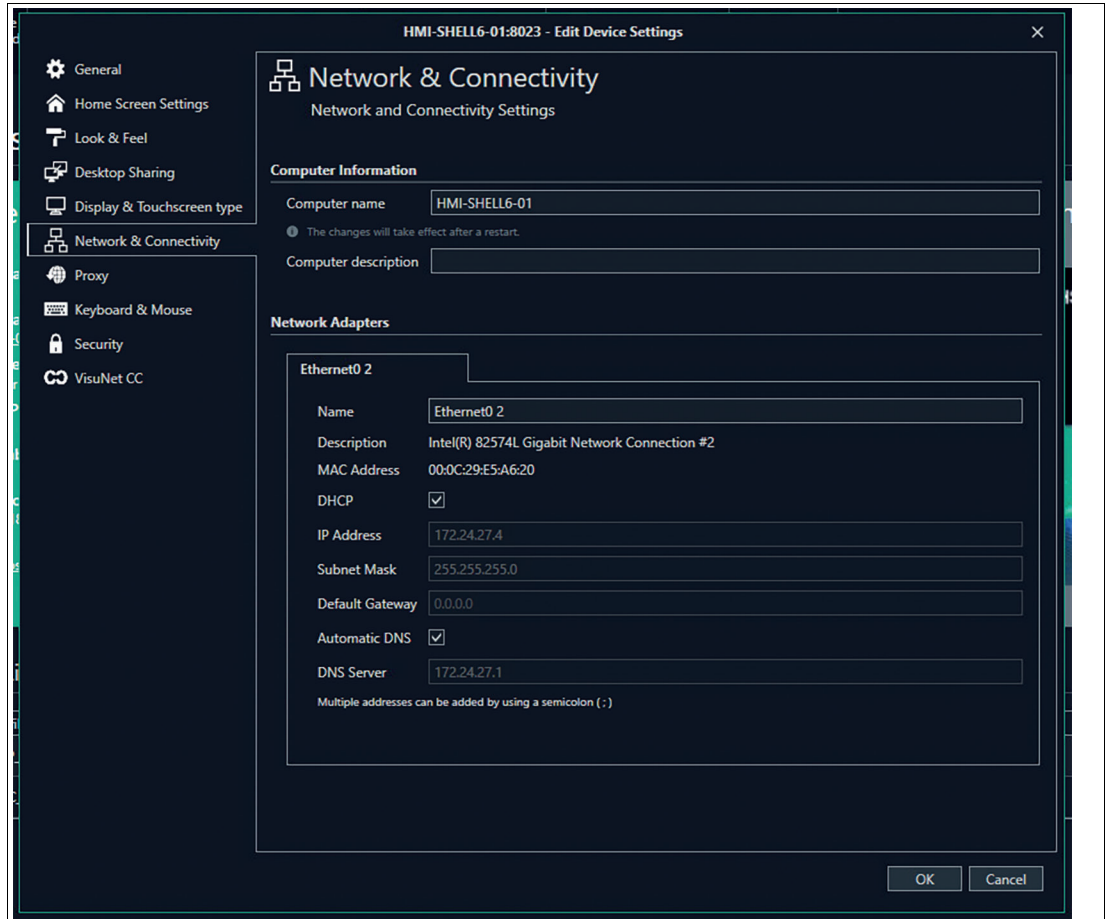 HMI-SHELL6-01:8023 - Edit Device Settings
General
Home Screen Settings
Look & Feel
Desktop Sharing
Display & Touchscreen type
Network & Connectivity
Proxy
Keyboard & Mouse
Security
VisuNet CC
Network & Connectivity
Network and Connectivity Settings
Computer Information
Computer name HMI-SHELL6-01
The changes will take effect after a restart.
Computer description
Network Adapters
Ethernet0 2
Name Ethernet0 2
Description Intel(R) 82574L Gigabit Network Connection #2
MAC Address 00:0C:29:E5:A6:20
DHCP
IP Address 172.24.27.4
Subnet Mask 255.255.255.0
Default Gateway 0.0.0.0
Automatic DNS
DNS Server 172.24.27.1
Multiple addresses can be added by using a semicolon ( ; )
OK Cancel